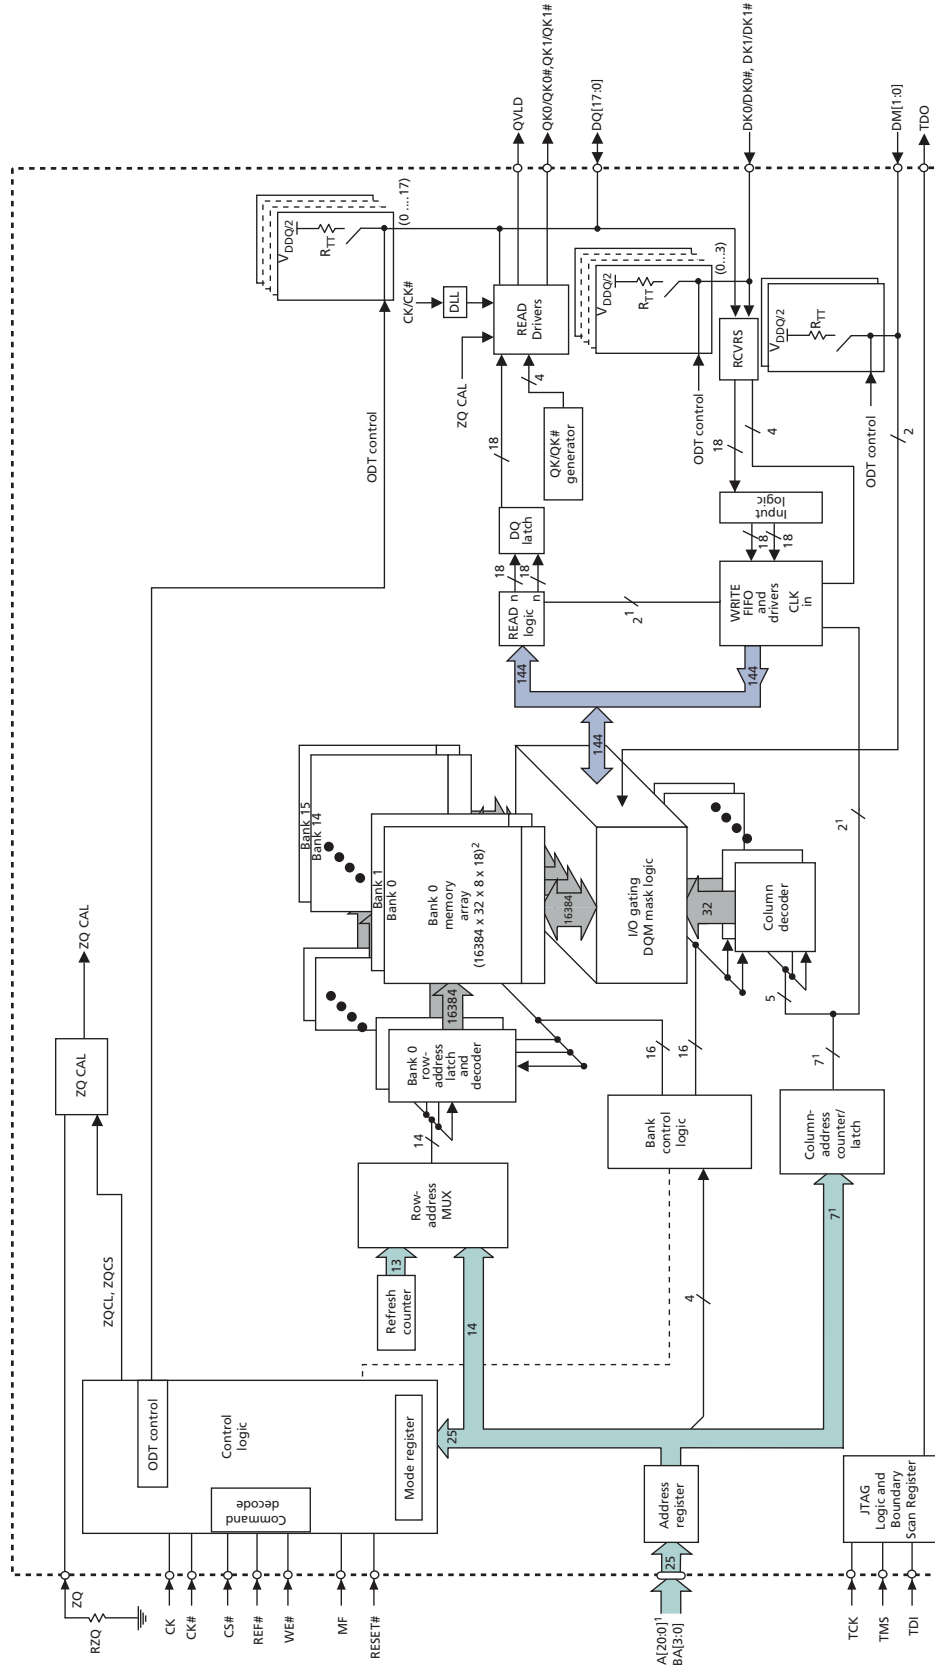 ZQ
RZQ
CK
CK#
CS#
REF#
WE#
MF
RESET#
A[20:0]¹
BA[3:0]
TCK
TMS
TDI
ZQCL, ZQCS
ZQ CAL
ZQ CAL
ODT control
Control
logic
Command
decode
Mode register
25
Address
register
25
JTAG
Logic and
Boundary
Scan Register
Refresh
counter
13
14
Row-
address
MUX
14
4
7¹
Bank 0
row-
address
latch
and
decoder
16384
Bank 15
Bank 14
Bank 1
Bank 0
Bank 0
memory
array
(16384 x 32 x 8 x 18)²
16384
Bank
control
logic
16
16
Column-
address
counter/
latch
7¹
5
2¹
I/O gating
DQM mask logic
32
Column
decoder
144
144
144
READ n
logic n
18
18
DQ
latch
18
2¹
WRITE
FIFO
and
drivers
CLK
in
18
18
Input
logic
18
4
RCVRS
QK/QK#
generator
4
ZQ CAL
CK/CK#
DLL
READ
Drivers
ODT control
VDDQ/2
RTT
(0 ....17)
ODT control
VDDQ/2
RTT
(0...3)
ODT control
VDDQ/2
RTT
2
QVLD
QK0/QK0#,QK1/QK1#
DQ[17:0]
DK0/DK0#, DK1/DK1#
DM[1:0]
TDO